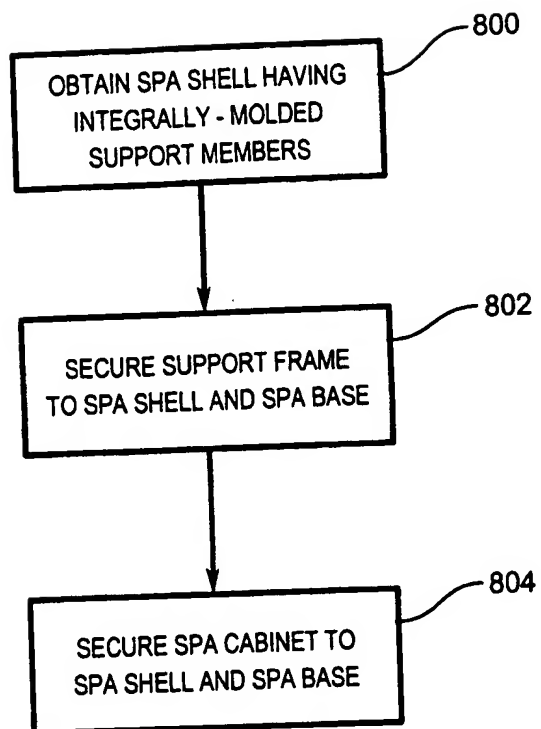 800
OBTAIN SPA SHELL HAVING
INTEGRALLY - MOLDED
SUPPORT MEMBERS
802
SECURE SUPPORT FRAME
TO SPA SHELL AND SPA BASE
804
SECURE SPA CABINET TO
SPA SHELL AND SPA BASE